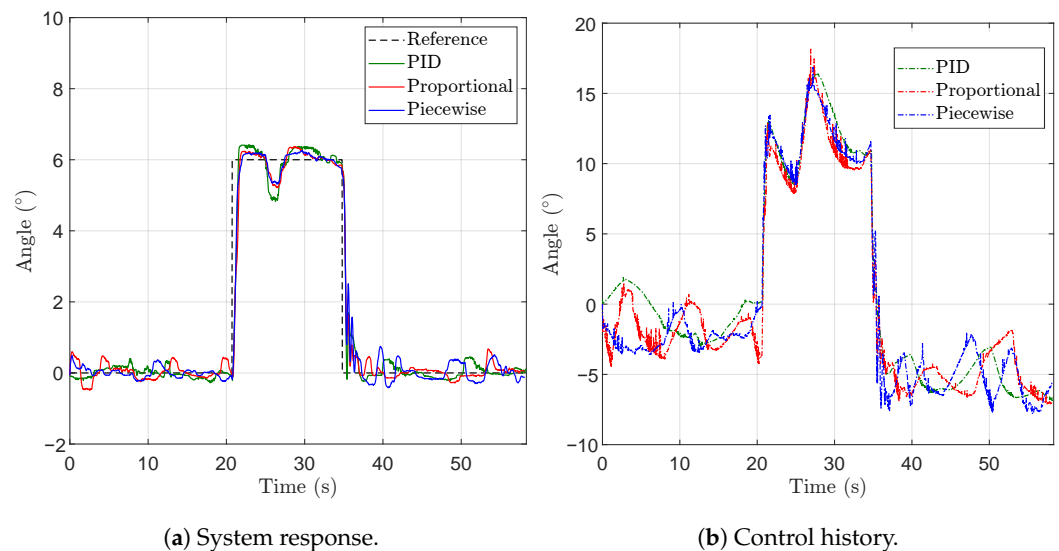 10
8
6
4
2
0
−2
Angle (°)
0
10
20
30
40
50
Time (s)
Reference
PID
Proportional
Piecewise
20
15
10
5
0
−5
−10
Angle (°)
0
10
20
30
40
50
Time (s)
PID
Proportional
Piecewise
(a) System response.
(b) Control history.